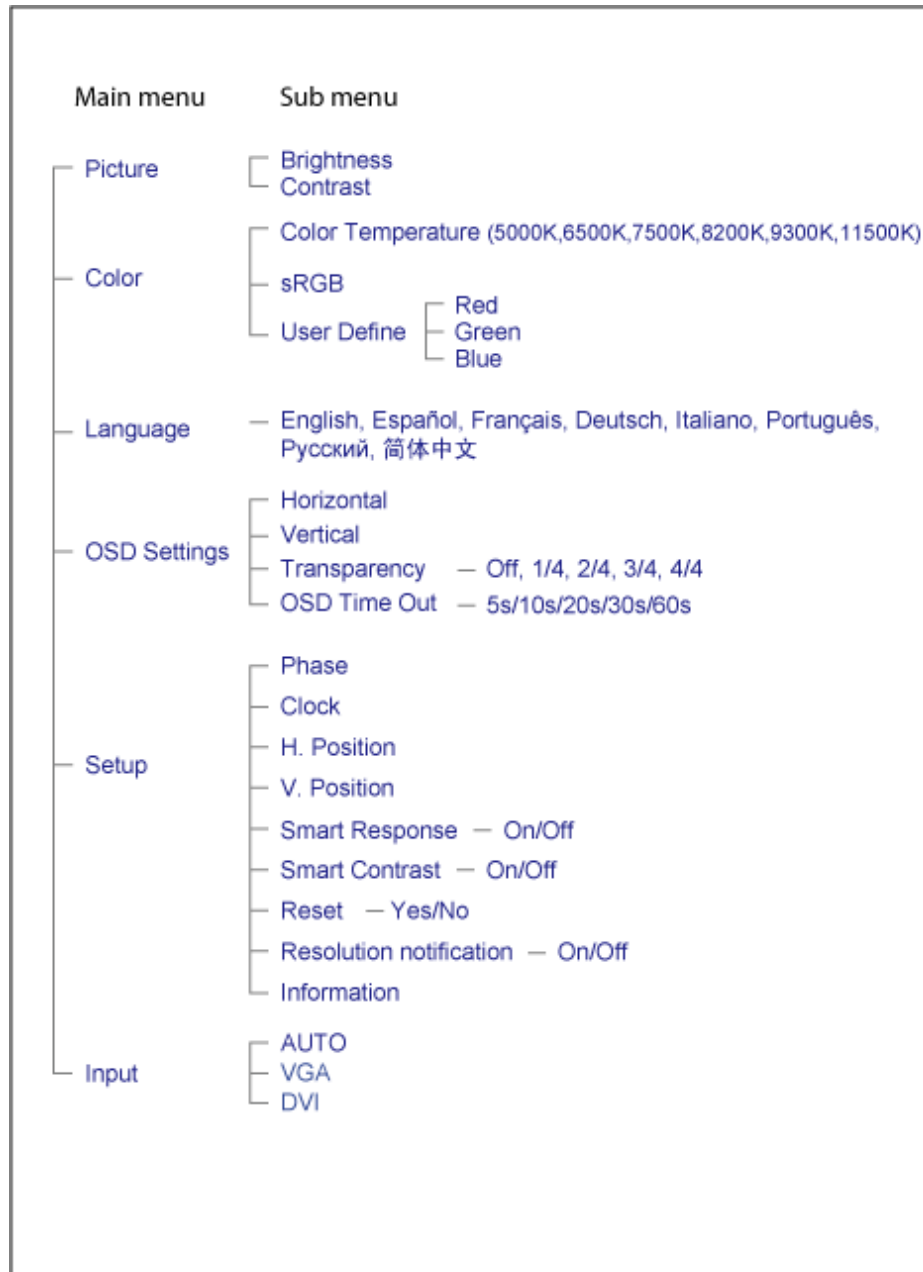 Main menu Sub menu
Picture
Brightness
Contrast
Color
Color Temperature (5000K,6500K,7500K,8200K,9300K,11500K)
sRGB
User Define
Red
Green
Blue
Language
English, Español, Français, Deutsch, Italiano, Português,
Русский, 简体中文
OSD Settings
Horizontal
Vertical
Transparency — Off, 1/4, 2/4, 3/4, 4/4
OSD Time Out — 5s/10s/20s/30s/60s
Setup
Phase
Clock
H. Position
V. Position
Smart Response — On/Off
Smart Contrast — On/Off
Reset — Yes/No
Resolution notification — On/Off
Information
Input
AUTO
VGA
DVI